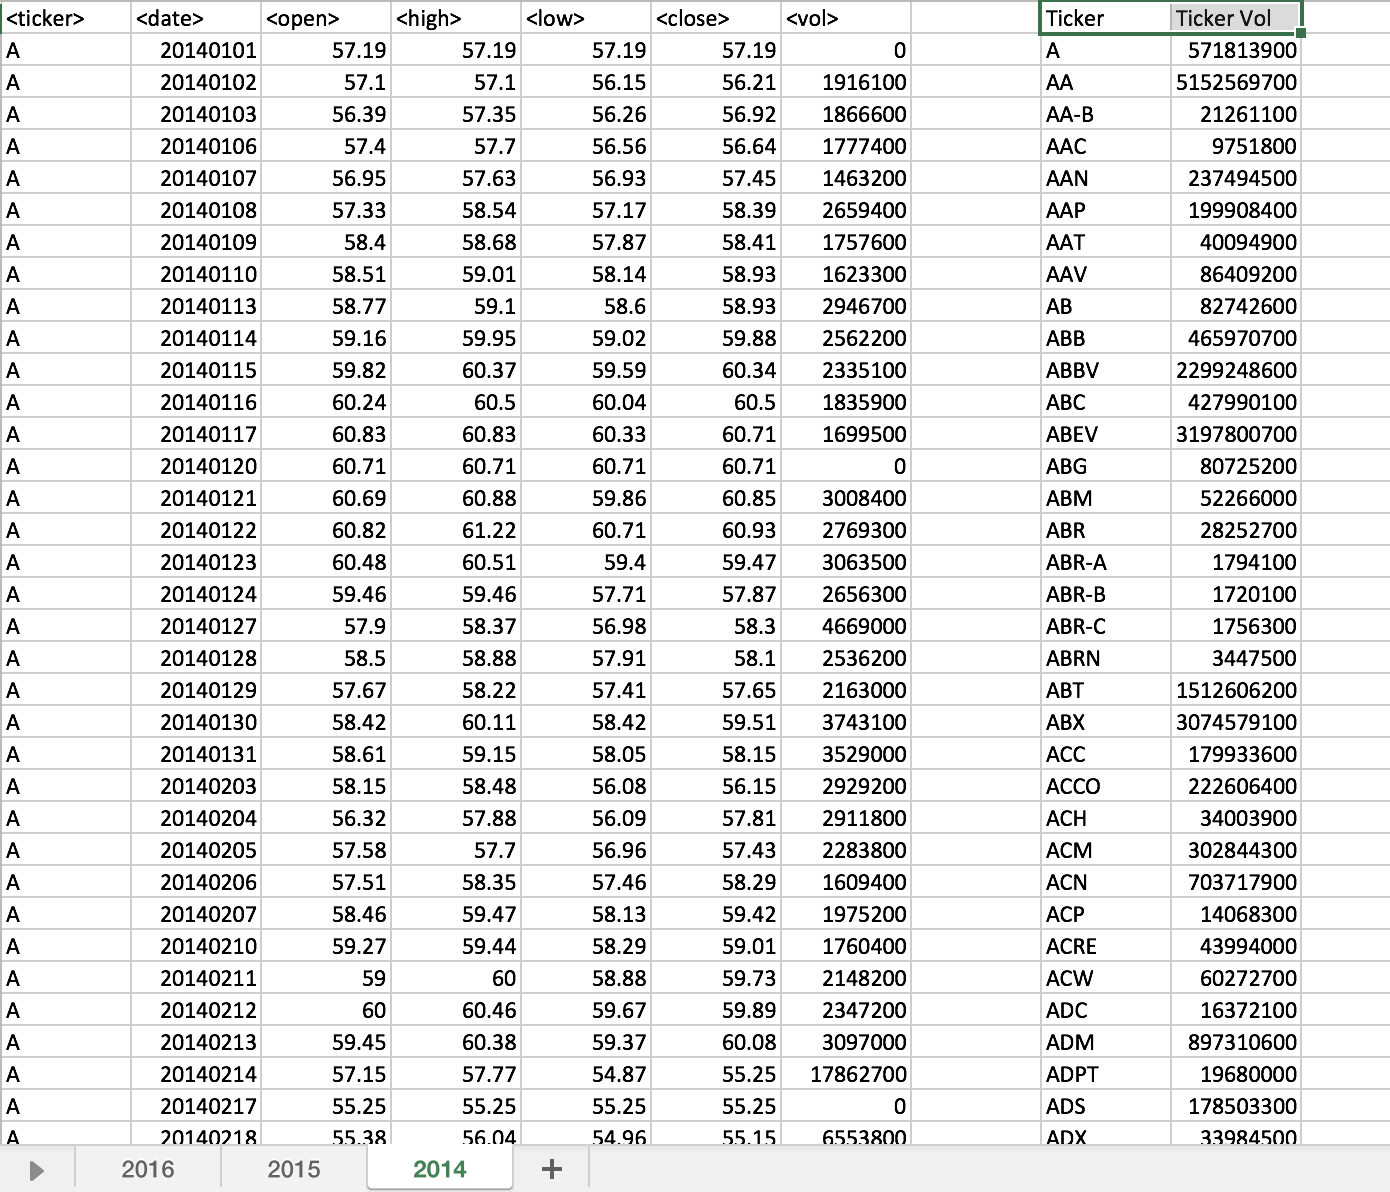 <ticker> <date> <open> <high> <low> <close> <vol> Ticker Ticker Vol
A 20140101 57.19 57.19 57.19 57.19 0 A 571813900
A 20140102 57.1 57.1 56.15 56.21 1916100 AA 5152569700
A 20140103 56.39 57.35 56.26 56.92 1866600 AA-B 21261100
A 20140106 57.4 57.7 56.56 56.64 1777400 AAC 9751800
A 20140107 56.95 57.63 56.93 57.45 1463200 AAN 237494500
A 20140108 57.33 58.54 57.17 58.39 2659400 AAP 199908400
A 20140109 58.4 58.68 57.87 58.41 1757600 AAT 40094900
A 20140110 58.51 59.01 58.14 58.93 1623300 AAV 86409200
A 20140113 58.77 59.1 58.6 58.93 2946700 AB 82742600
A 20140114 59.16 59.95 59.02 59.88 2562200 ABB 465970700
A 20140115 59.82 60.37 59.59 60.34 2335100 ABBV 2299248600
A 20140116 60.24 60.5 60.04 60.5 1835900 ABC 427990100
A 20140117 60.83 60.83 60.33 60.71 1699500 ABEV 3197800700
A 20140120 60.71 60.71 60.71 60.71 0 ABG 80725200
A 20140121 60.69 60.88 59.86 60.85 3008400 ABM 52266000
A 20140122 60.82 61.22 60.71 60.93 2769300 ABR 28252700
A 20140123 60.48 60.51 59.4 59.47 3063500 ABR-A 1794100
A 20140124 59.46 59.46 57.71 57.87 2656300 ABR-B 1720100
A 20140127 57.9 58.37 56.98 58.3 4669000 ABR-C 1756300
A 20140128 58.5 58.88 57.91 58.1 2536200 ABRN 3447500
A 20140129 57.67 58.22 57.41 57.65 2163000 ABT 1512606200
A 20140130 58.42 60.11 58.42 59.51 3743100 ABX 3074579100
A 20140131 58.61 59.15 58.05 58.15 3529000 ACC 179933600
A 20140203 58.15 58.48 56.08 56.15 2929200 ACCO 222606400
A 20140204 56.32 57.88 56.09 57.81 2911800 ACH 34003900
A 20140205 57.58 57.7 56.96 57.43 2283800 ACM 302844300
A 20140206 57.51 58.35 57.46 58.29 1609400 ACN 703717900
A 20140207 58.46 59.47 58.13 59.42 1975200 ACP 14068300
A 20140210 59.27 59.44 58.29 59.01 1760400 ACRE 43994000
A 20140211 59 60 58.88 59.73 2148200 ACW 60272700
A 20140212 60 60.46 59.67 59.89 2347200 ADC 16372100
A 20140213 59.45 60.38 59.37 60.08 3097000 ADM 897310600
A 20140214 57.15 57.77 54.87 55.25 17862700 ADPT 19680000
A 20140217 55.25 55.25 55.25 55.25 0 ADS 178503300
A 20140218 55.38 56.04 54.96 55.15 6553800 ADX 33984500
2016 2015 2014 +